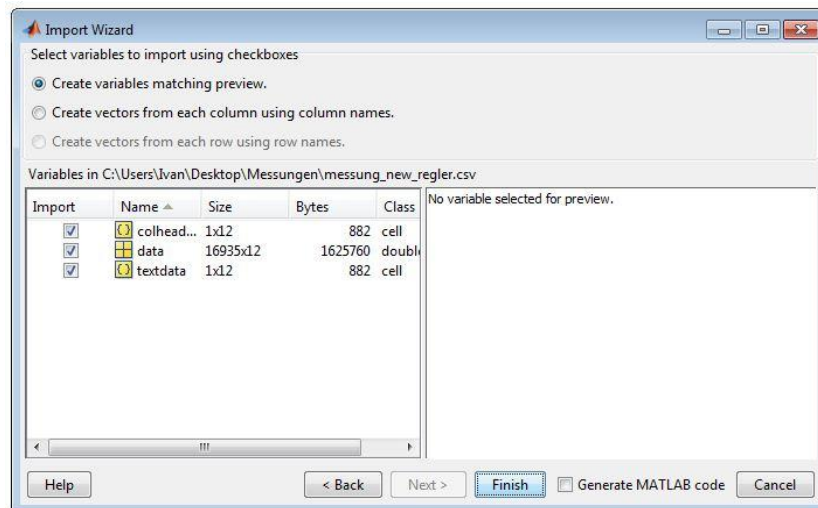 Import Wizard
Select variables to import using checkboxes
Create variables matching preview.
Create vectors from each column using column names.
Create vectors from each row using row names.
Variables in C:\Users\Ivan\Desktop\Messungen\messung_new_regler.csv
Import Name Size Bytes Class
colhead... 1x12 882 cell
data 16935x12 1625760 double
textdata 1x12 882 cell
No variable selected for preview.
Help < Back Next > Finish Generate MATLAB code Cancel